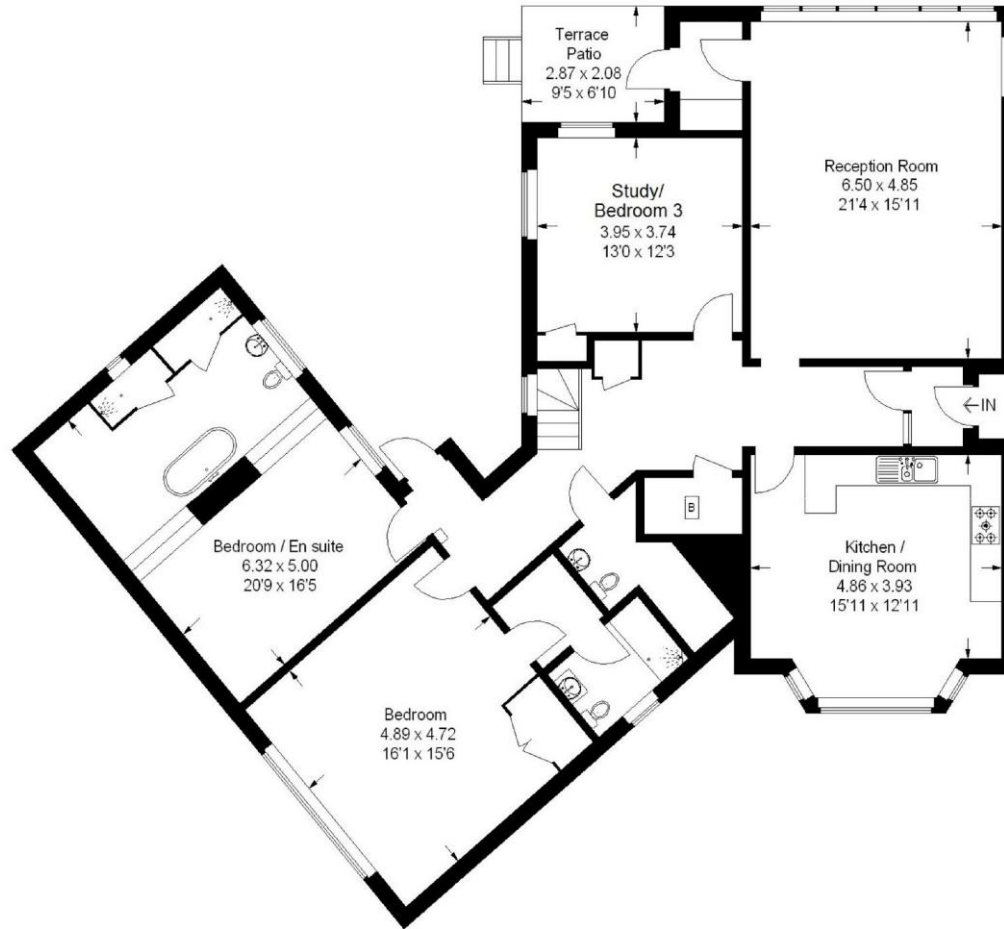 Terrace
Patio
2.87 x 2.08
9'5 x 6'10
Reception Room
6.50 x 4.85
21'4 x 15'11
Study/
Bedroom 3
3.95 x 3.74
13'0 x 12'3
IN
B
Bedroom / En suite
6.32 x 5.00
20'9 x 16'5
Kitchen /
Dining Room
4.86 x 3.93
15'11 x 12'11
Bedroom
4.89 x 4.72
16'1 x 15'6